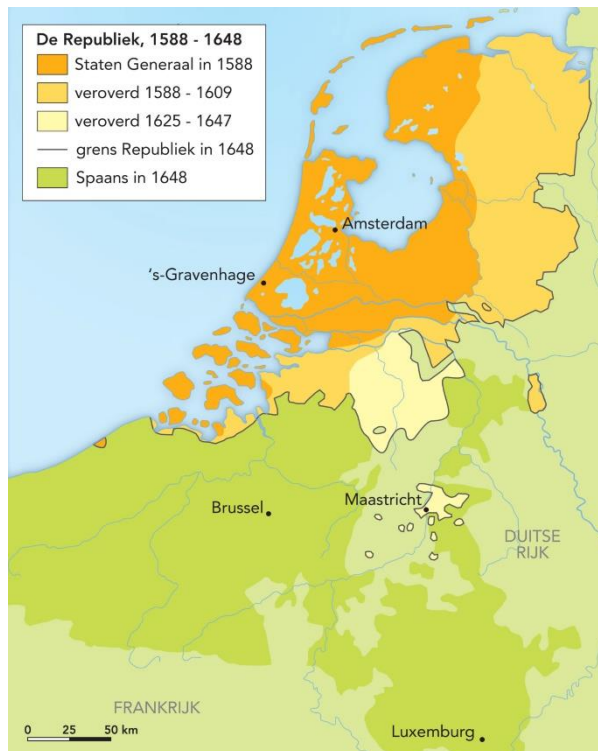 De Republiek, 1588 - 1648
Staten Generaal in 1588
veroverd 1588 - 1609
veroverd 1625 - 1647
grens Republiek in 1648
Spaans in 1648
Amsterdam
's-Gravenhage
Brussel
Maastricht
DUITSE
RIJK
FRANKRIJK
0 25 50 km
Luxemburg